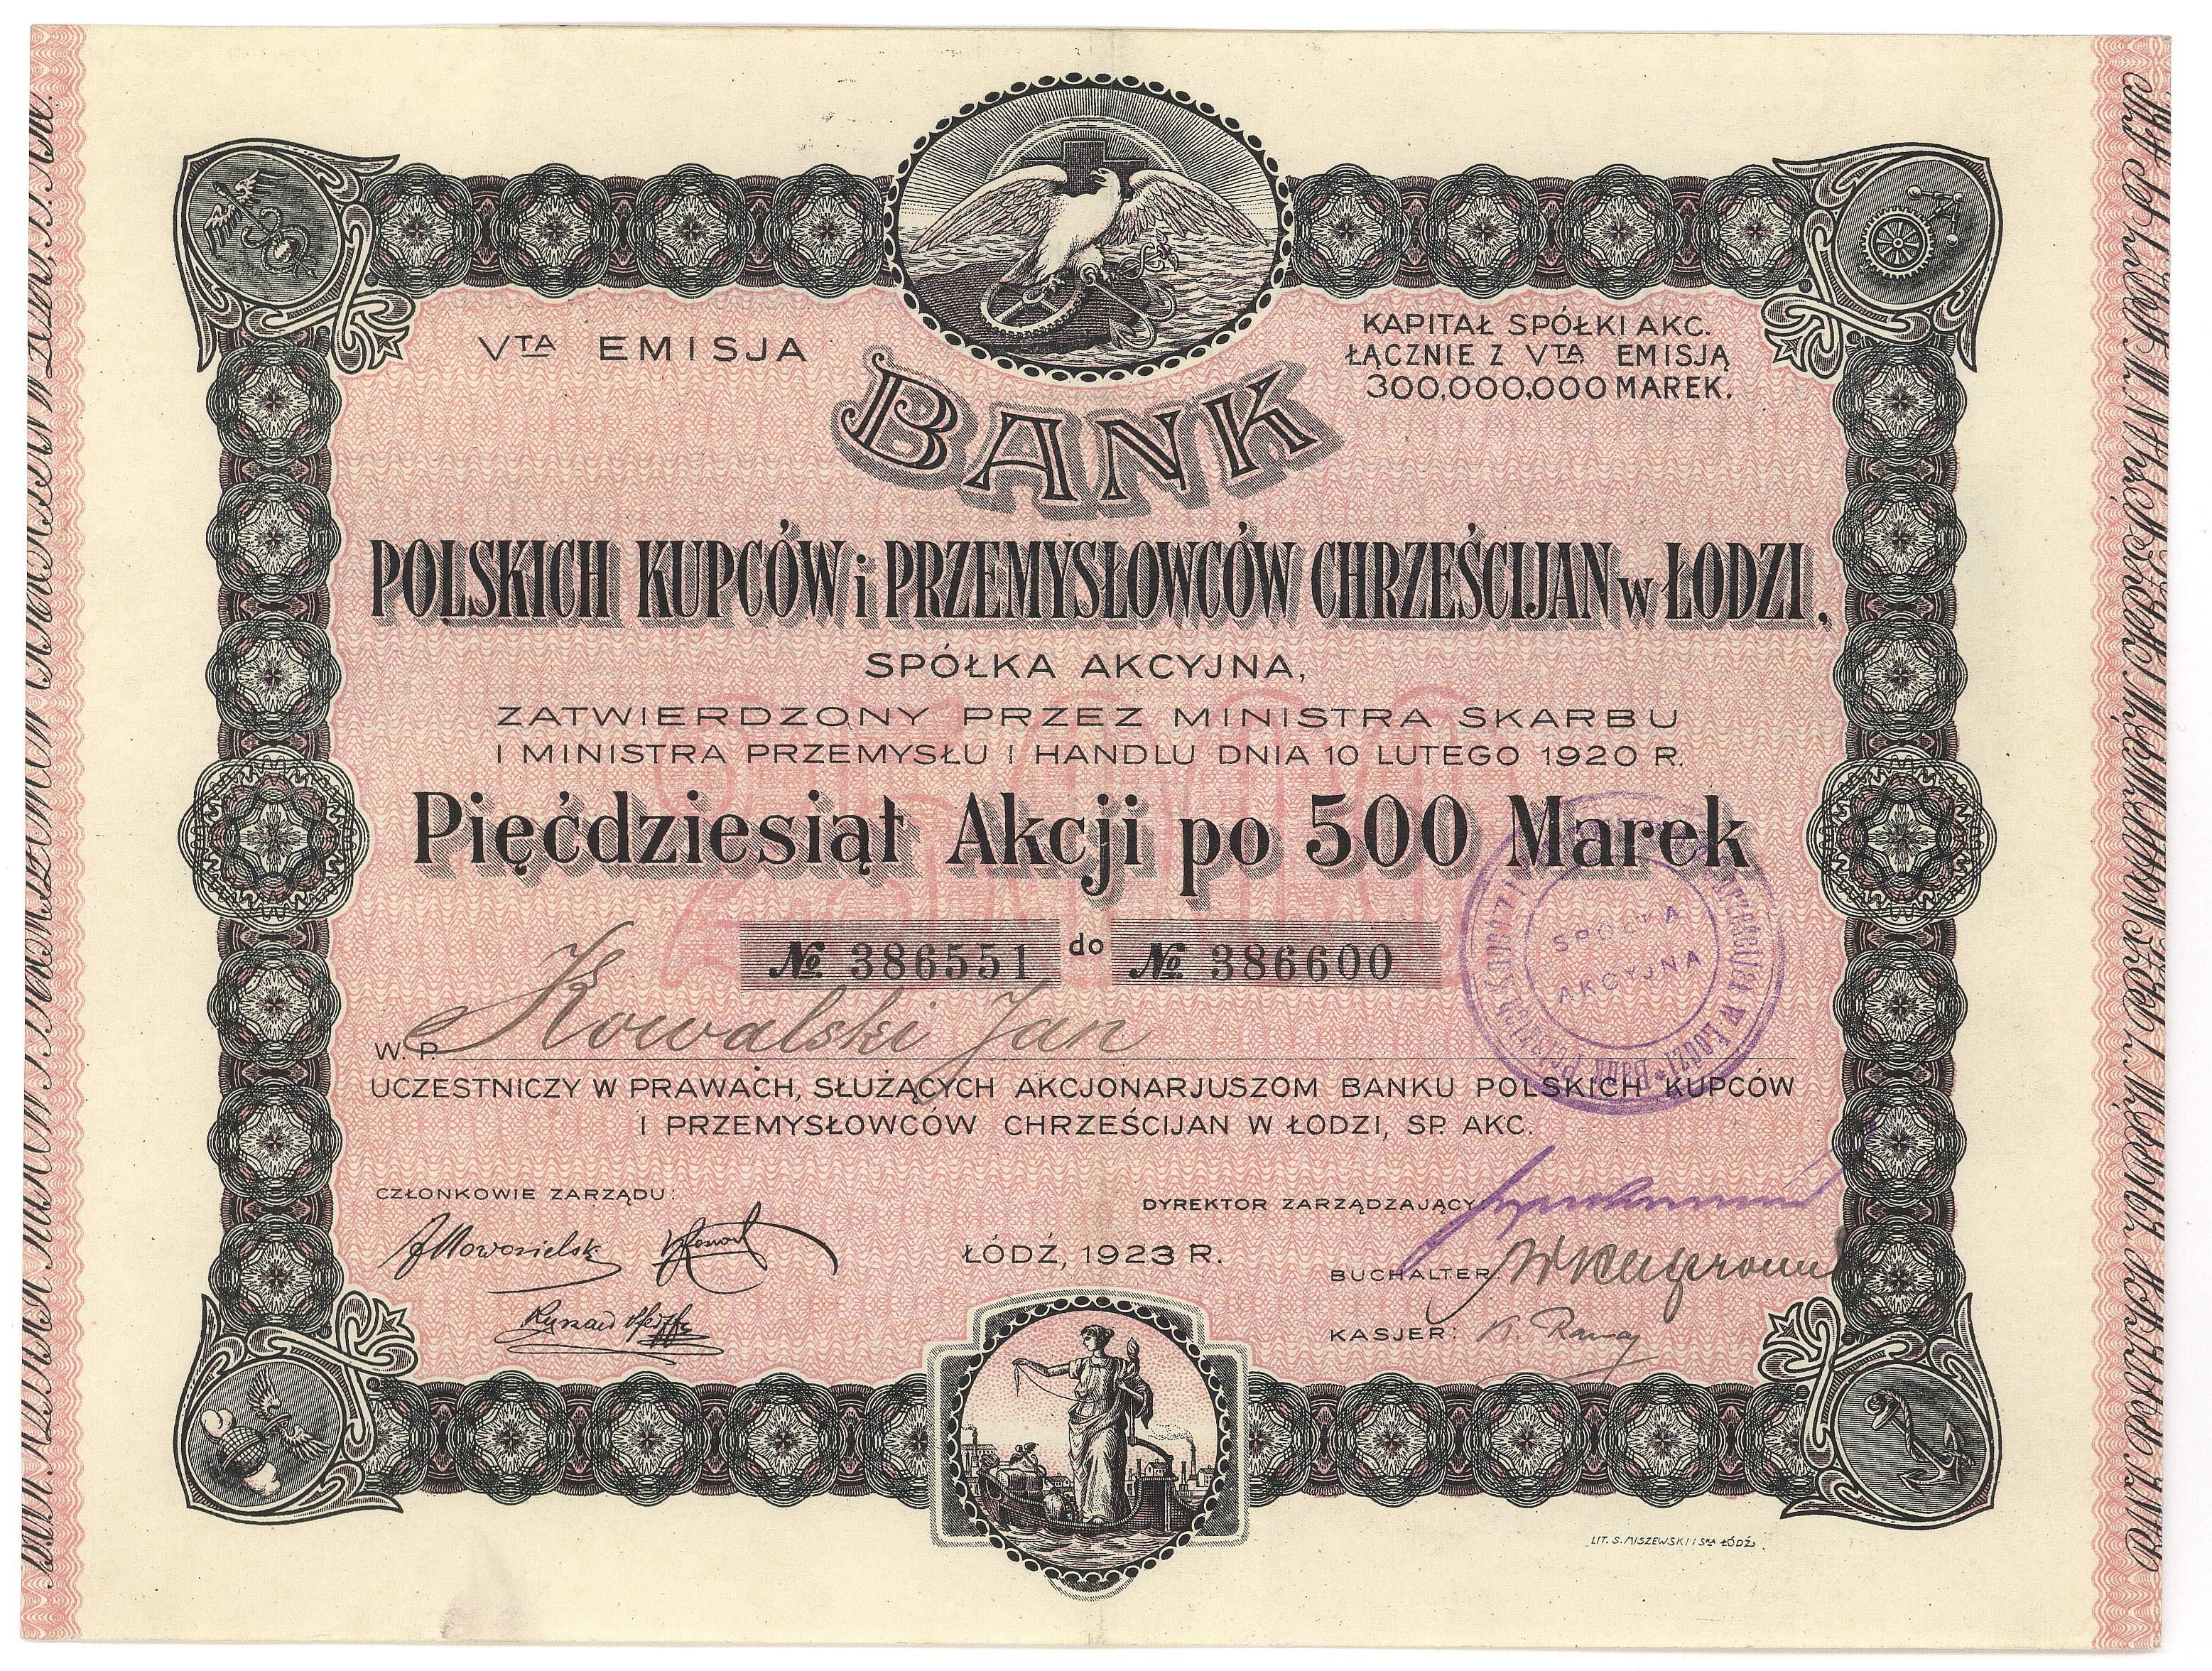 VTA EMISJA
KAPITAŁ SPÓŁKI AKC.
ŁĄCZNIE Z VTA EMISJĄ
300,000,000 MAREK.
BANK
POLSKICH KUPCÓW i PRZEMYSŁOWCÓW CHRZEŚCIJAN w ŁODZI,
SPÓŁKA AKCYJNA,
ZATWIERDZONY PRZEZ MINISTRA SKARBU
I MINISTRA PRZEMYSŁU I HANDLU DNIA 10 LUTEGO 1920 R.
Pięćdziesiąt Akcji po 500 Marek
№ 386551 do № 386600
SPÓŁKA
AKCYJNA
W. P. Kowalski Jan
UCZESTNICZY W PRAWACH, SŁUŻĄCYCH AKCJONARJUSZOM BANKU POLSKICH KUPCÓW
I PRZEMYSŁOWCÓW CHRZEŚCIJAN W ŁODZI, SP. AKC.
CZŁONKOWIE ZARZĄDU:
DYREKTOR ZARZĄDZAJĄCY
ŁÓDŹ, 1923 R.
BUCHALTER:
KASJER:
LIT. S. MISZEWSKI I SKA ŁÓDŹ.